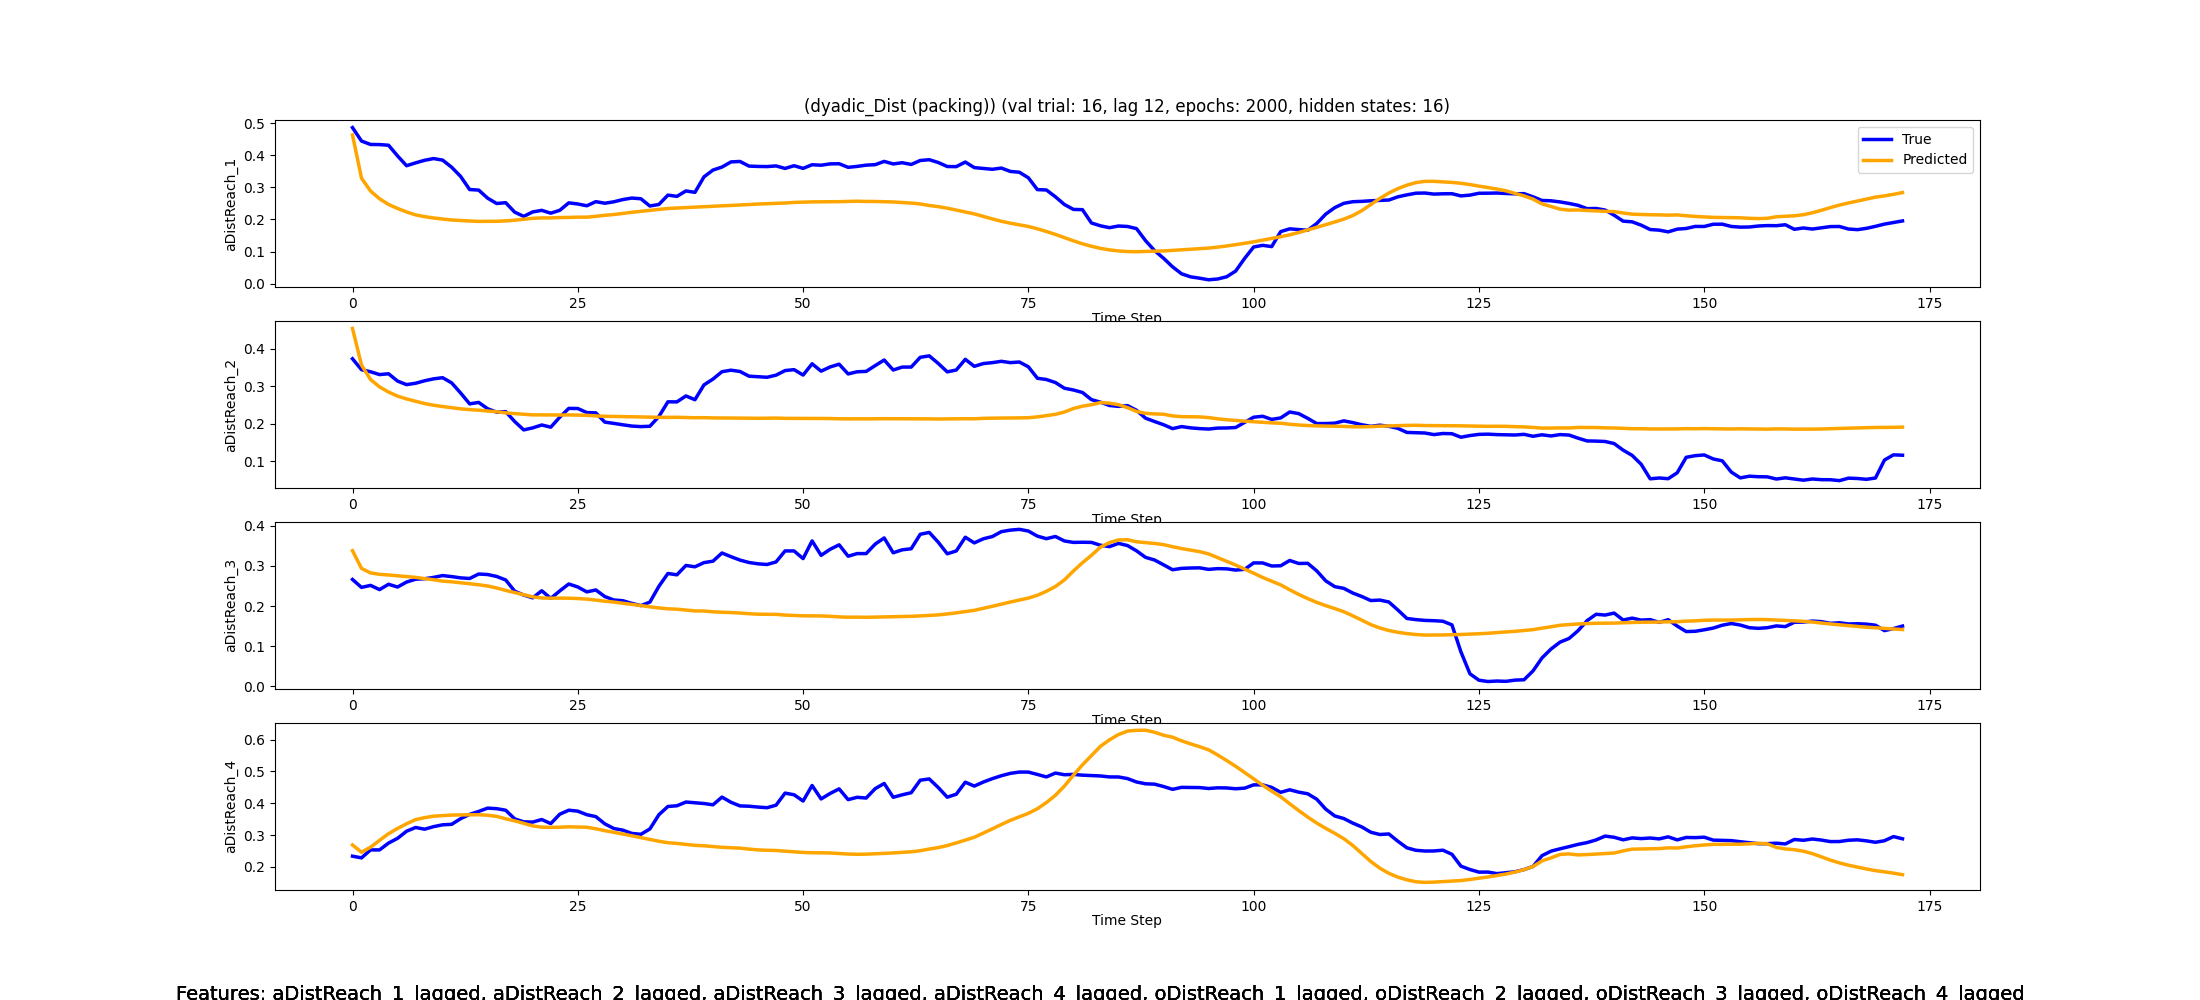 (dyadic_Dist (packing)) (val trial: 16, lag 12, epochs: 2000, hidden states: 16)
True
Predicted
aDistReach_1
0.5
0.4
0.3
0.2
0.1
0.0
0 25 50 75 100 125 150 175
Time Step
aDistReach_2
0.4
0.3
0.2
0.1
0 25 50 75 100 125 150 175
Time Step
aDistReach_3
0.4
0.3
0.2
0.1
0.0
0 25 50 75 100 125 150 175
Time Step
aDistReach_4
0.6
0.5
0.4
0.3
0.2
0 25 50 75 100 125 150 175
Time Step
Features: aDistReach_1_lagged, aDistReach_2_lagged, aDistReach_3_lagged, aDistReach_4_lagged, oDistReach_1_lagged, oDistReach_2_lagged, oDistReach_3_lagged, oDistReach_4_lagged